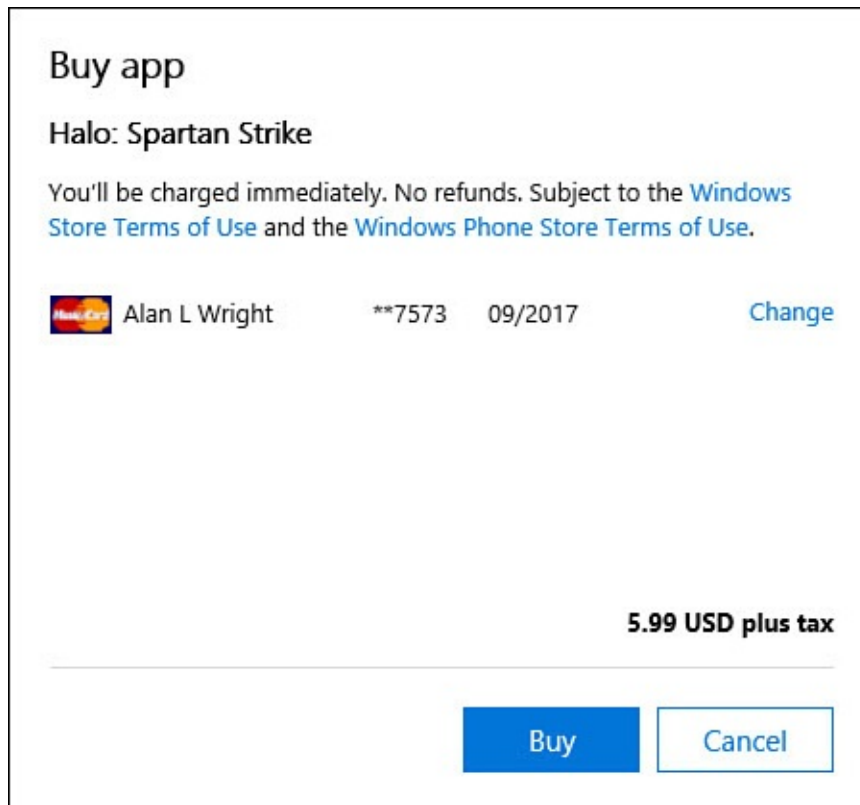 Buy app
Halo: Spartan Strike
You'll be charged immediately. No refunds. Subject to the Windows
Store Terms of Use and the Windows Phone Store Terms of Use.
MasterCard Alan L Wright **7573 09/2017 Change
5.99 USD plus tax
Buy Cancel